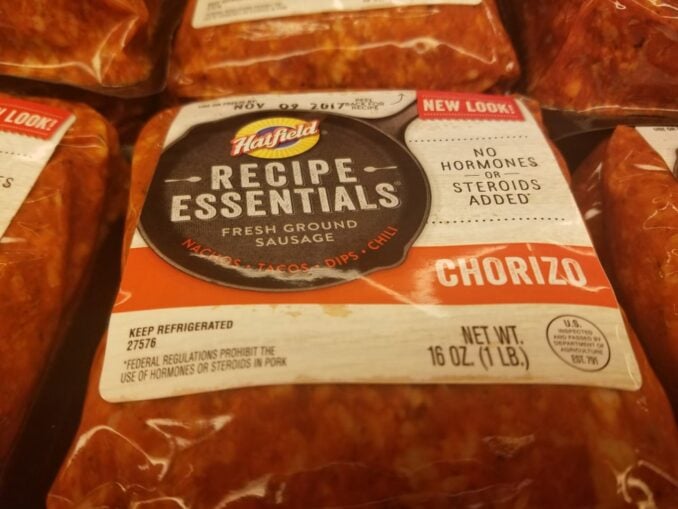 NOV 09 2017
NEW LOOK!
Hatfield
RECIPE
ESSENTIALS
FRESH GROUND
SAUSAGE
NACHOS • TACOS • DIPS • CHILI
NO
HORMONES
OR
STEROIDS
ADDED*
CHORIZO
KEEP REFRIGERATED
27576
*FEDERAL REGULATIONS PROHIBIT THE
USE OF HORMONES OR STEROIDS IN PORK
NET WT.
16 OZ. (1 LB.)
U.S.
INSPECTED
AND PASSED BY
DEPARTMENT OF
AGRICULTURE
EST. 791
LOOK!